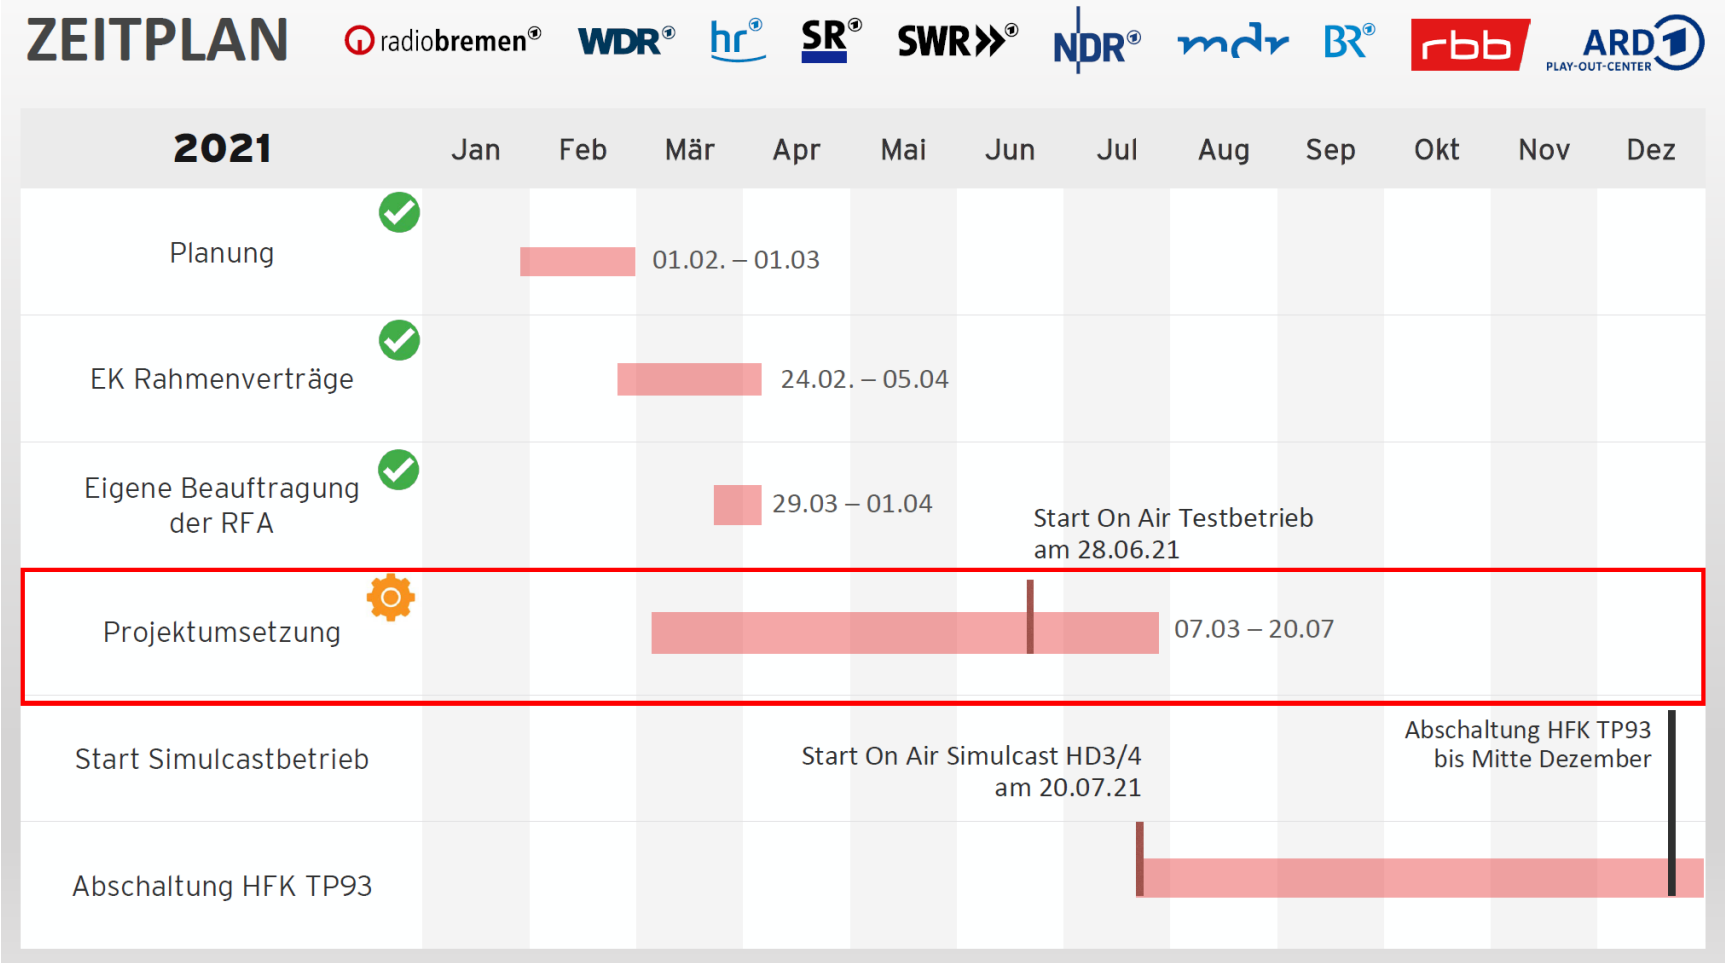 ZEITPLAN
radiobremen
WDR
hr
SR
SWR
NDR
mdr
BR
rbb
ARD
PLAY-OUT-CENTER
2021 Jan Feb Mär Apr Mai Jun Jul Aug Sep Okt Nov Dez
Planung
01.02. – 01.03
EK Rahmenverträge
24.02. – 05.04
Eigene Beauftragung
der RFA
29.03 – 01.04
Start On Air Testbetrieb
am 28.06.21
Projektumsetzung
07.03 – 20.07
Start Simulcastbetrieb
Start On Air Simulcast HD3/4
am 20.07.21
Abschaltung HFK TP93
bis Mitte Dezember
Abschaltung HFK TP93